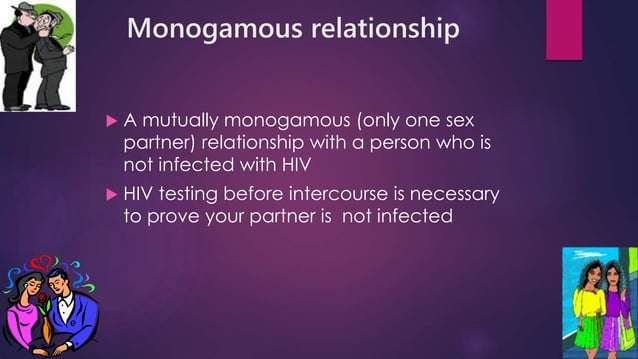 Monogamous relationship
A mutually monogamous (only one sex
partner) relationship with a person who is
not infected with HIV
HIV testing before intercourse is necessary
to prove your partner is  not infected